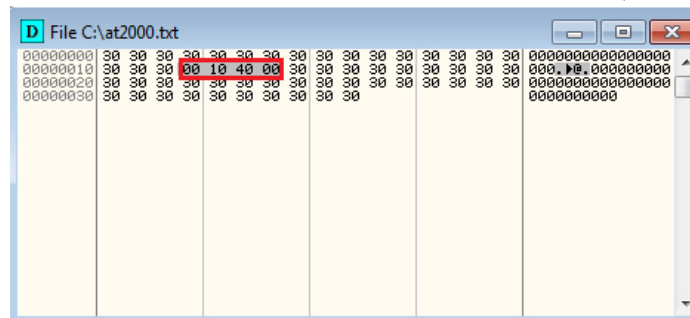 D File C:\at2000.txt
00000000 30 30 30 30 30 30 30 30 30 30 30 30 30 30 30 30 0000000000000000
00000010 30 30 30 00 10 40 00 30 30 30 30 30 30 30 30 30 000.►@.000000000
00000020 30 30 30 30 30 30 30 30 30 30 30 30 30 30 30 30 0000000000000000
00000030 30 30 30 30 30 30 30 30 30 30 0000000000